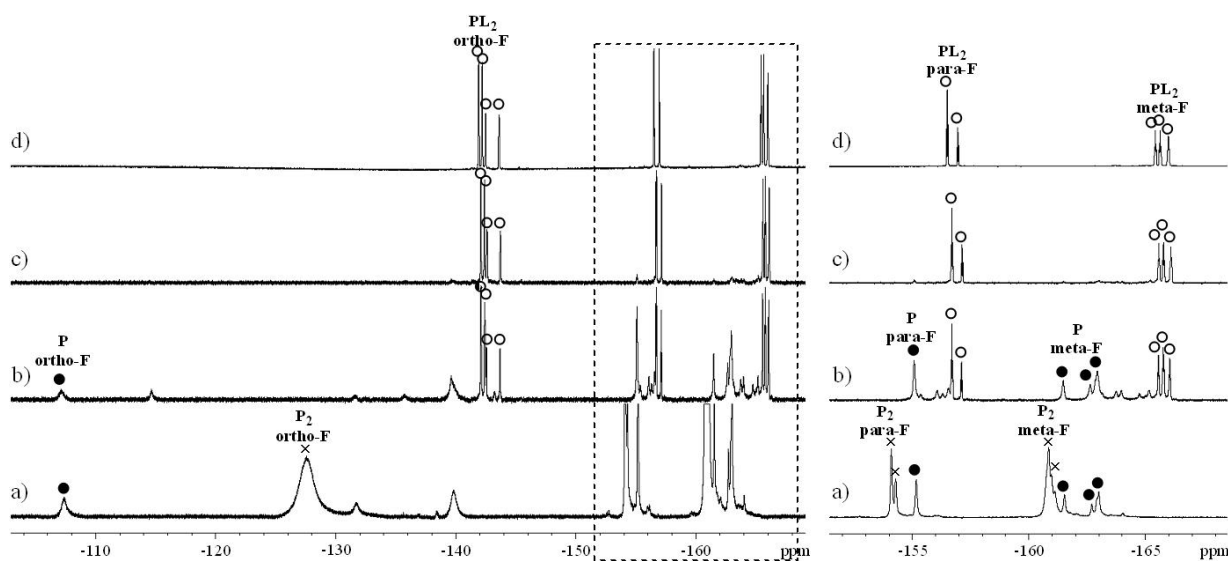 PL2
ortho-F
d)
c)
P
ortho-F
b)
P2
ortho-F
a)
-110
-120
-130
-140
-150
-160
ppm
PL2
para-F
PL2
meta-F
d)
c)
P
para-F
P
meta-F
b)
P2
para-F
P2
meta-F
a)
-155
-160
-165
ppm